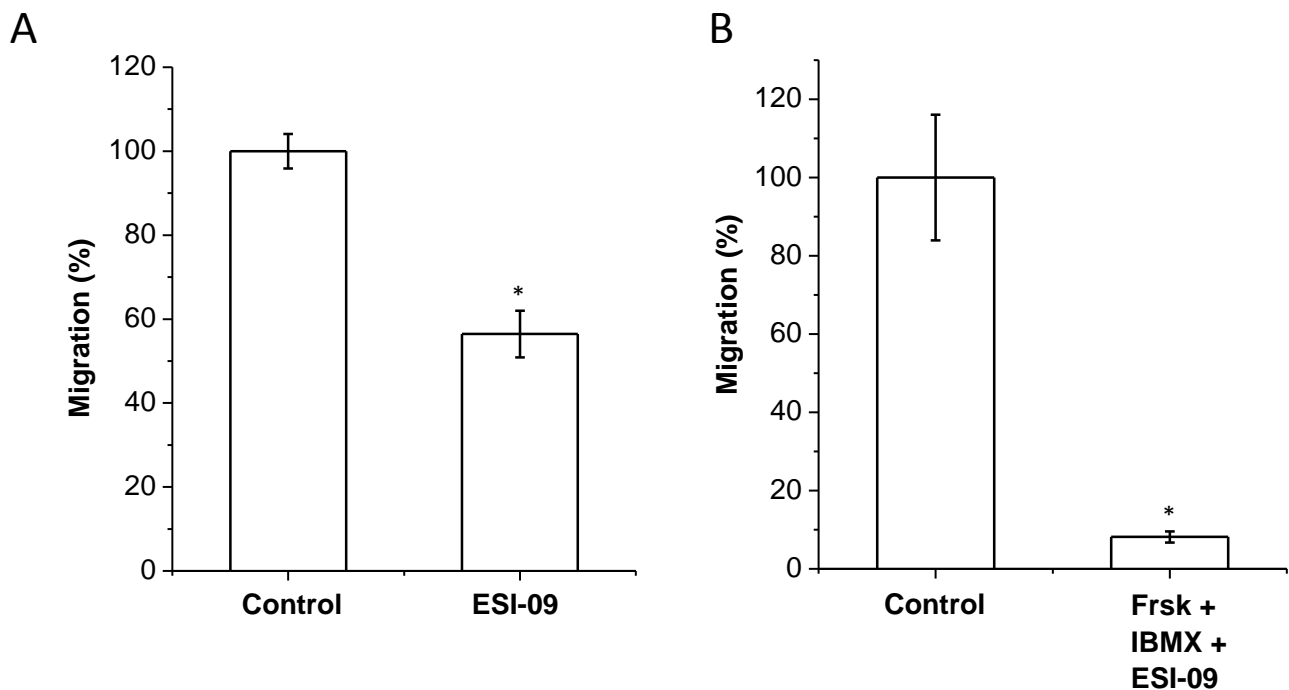 A
120
100
80
60
40
20
0
Migration (%)
*
Control
ESI-09
B
120
100
80
60
40
20
0
Migration (%)
*
Control
Frsk +
IBMX +
ESI-09